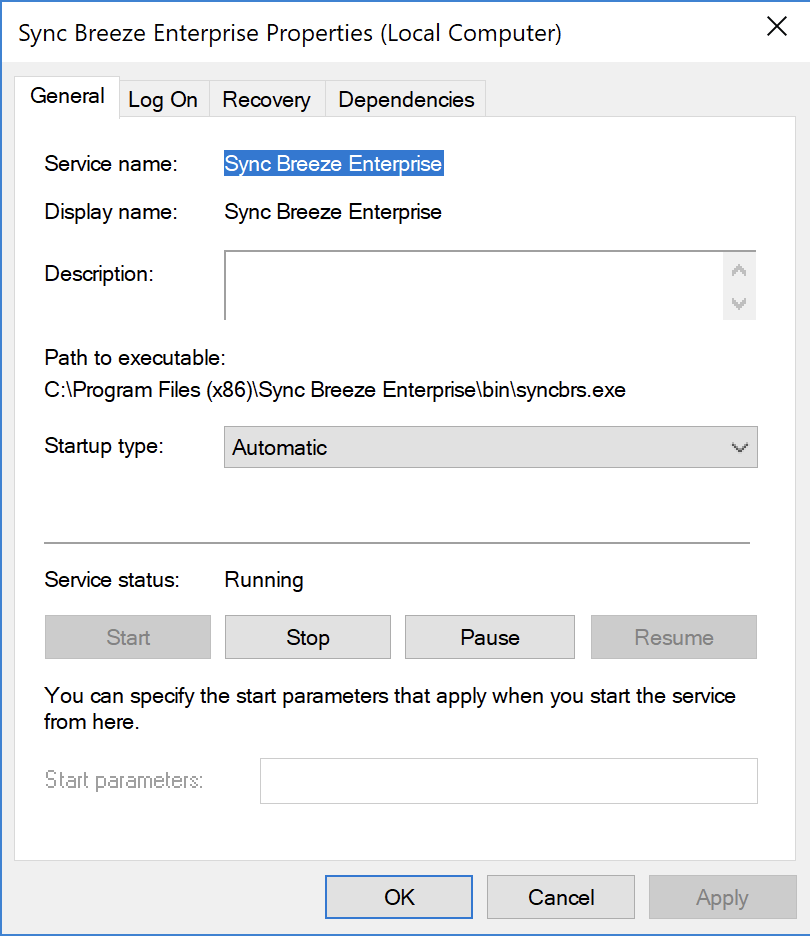 Sync Breeze Enterprise Properties (Local Computer)
General Log On Recovery Dependencies
Service name: Sync Breeze Enterprise
Display name: Sync Breeze Enterprise
Description:
Path to executable:
C:\Program Files (x86)\Sync Breeze Enterprise\bin\syncbrs.exe
Startup type: Automatic
Service status: Running
Start Stop Pause Resume
You can specify the start parameters that apply when you start the service
from here.
Start parameters:
OK Cancel Apply